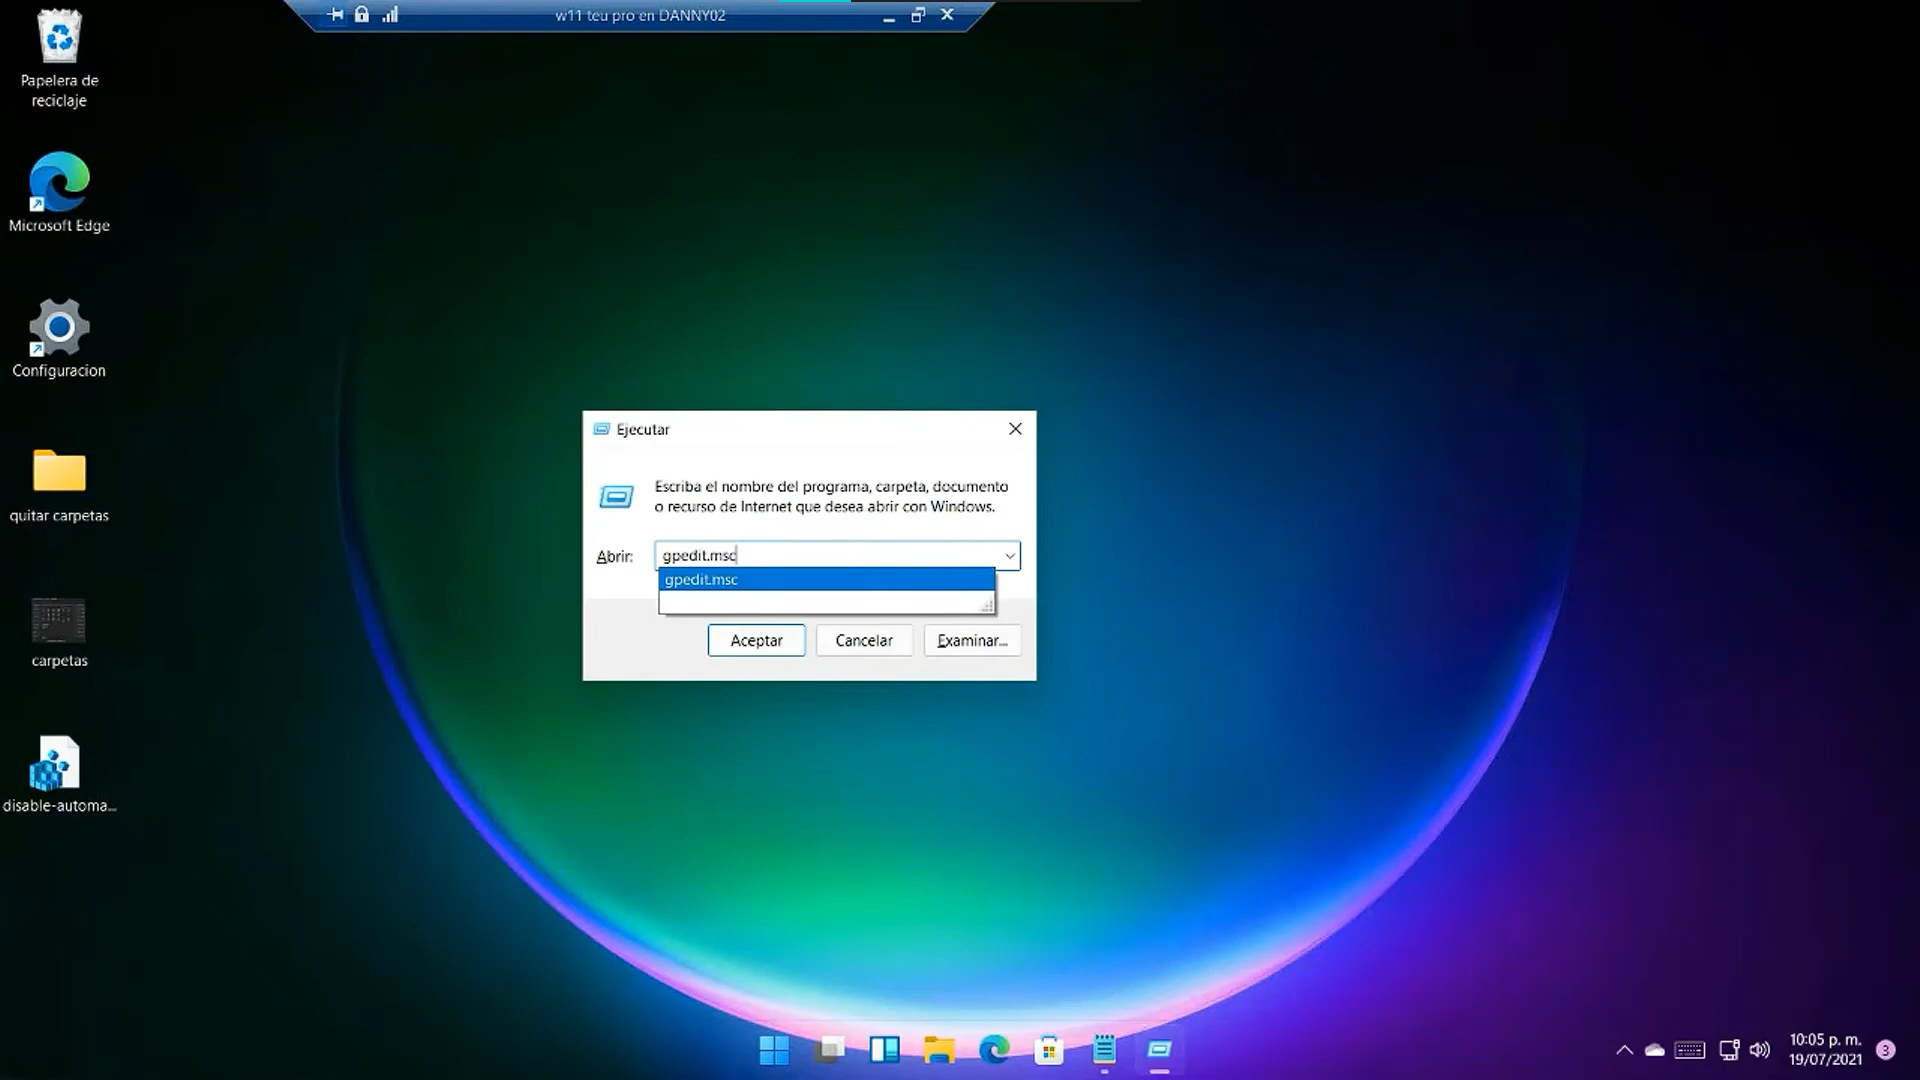 w11 teu pro en DANNY02
Papelera de
reciclaje
Microsoft Edge
Configuracion
quitar carpetas
carpetas
disable-automa...
Ejecutar
Escriba el nombre del programa, carpeta, documento
o recurso de Internet que desea abrir con Windows.
Abrir: gpedit.msc
gpedit.msc
Aceptar Cancelar Examinar...
10:05 p. m.
19/07/2021
3